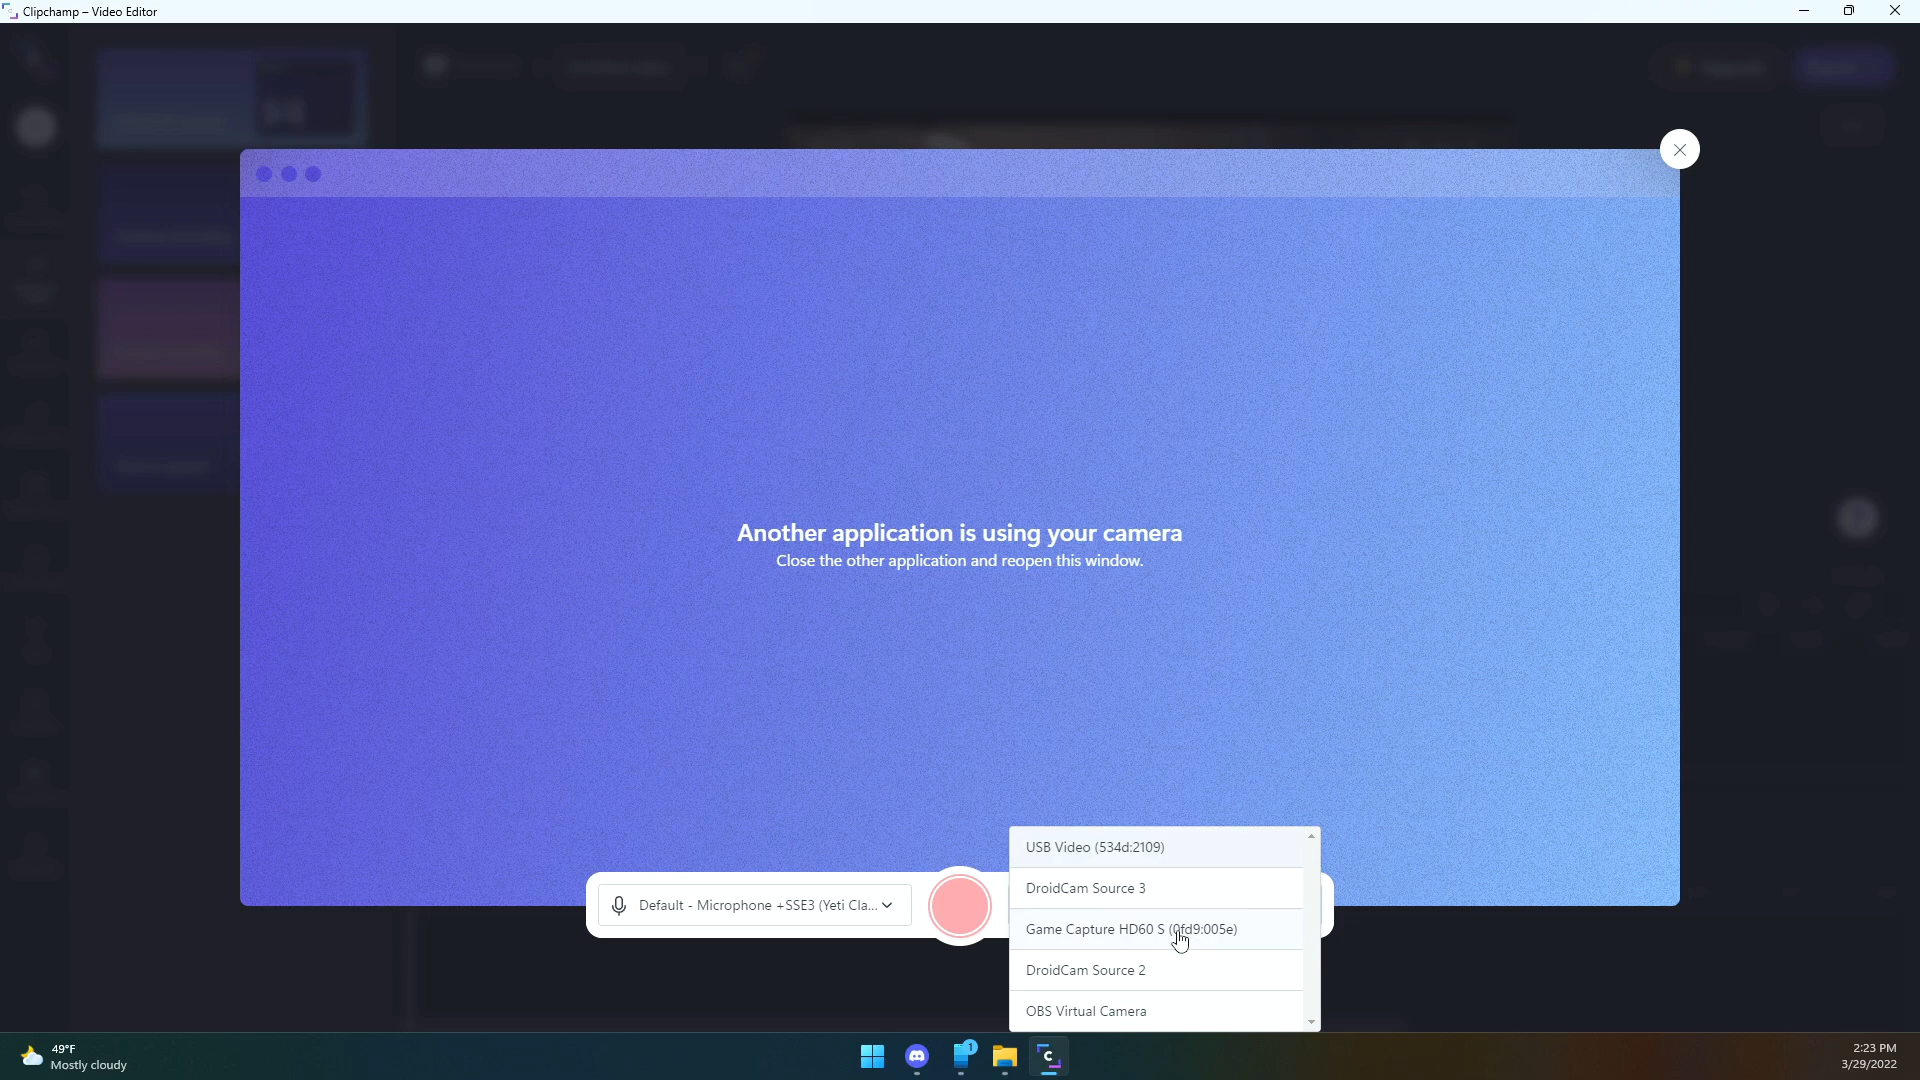 Clipchamp – Video Editor
Another application is using your camera
Close the other application and reopen this window.
USB Video (534d:2109)
DroidCam Source 3
Default - Microphone +SSE3 (Yeti Cla...
Game Capture HD60 S (0fd9:005e)
DroidCam Source 2
OBS Virtual Camera
49°F
Mostly cloudy
1
2:23 PM
3/29/2022